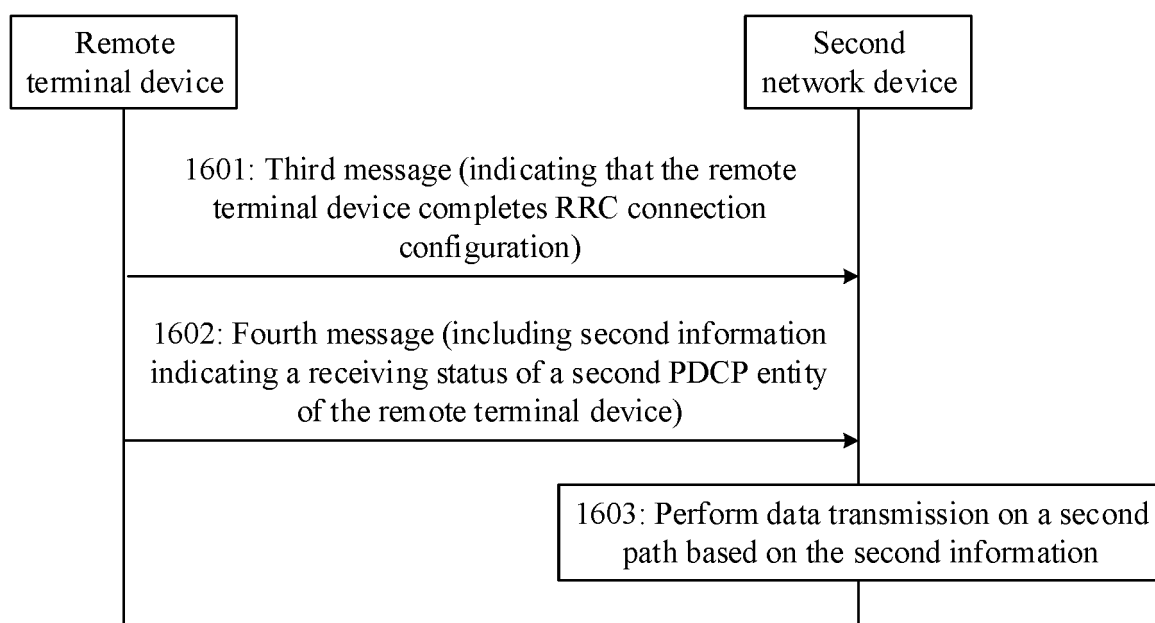 Remote
terminal device
Second
network device
1601: Third message (indicating that the remote
terminal device completes RRC connection
configuration)
1602: Fourth message (including second information
indicating a receiving status of a second PDCP entity
of the remote terminal device)
1603: Perform data transmission on a second
path based on the second information